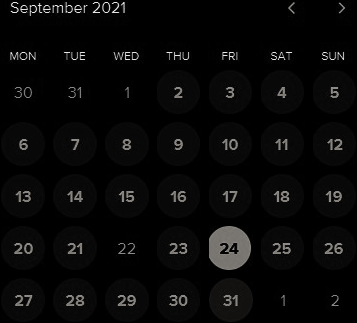 September 2021
MON TUE WED THU FRI SAT SUN
30 31 1 2 3 4 5
6 7 8 9 10 11 12
13 14 15 16 17 18 19
20 21 22 23 24 25 26
27 28 29 30 31 1 2